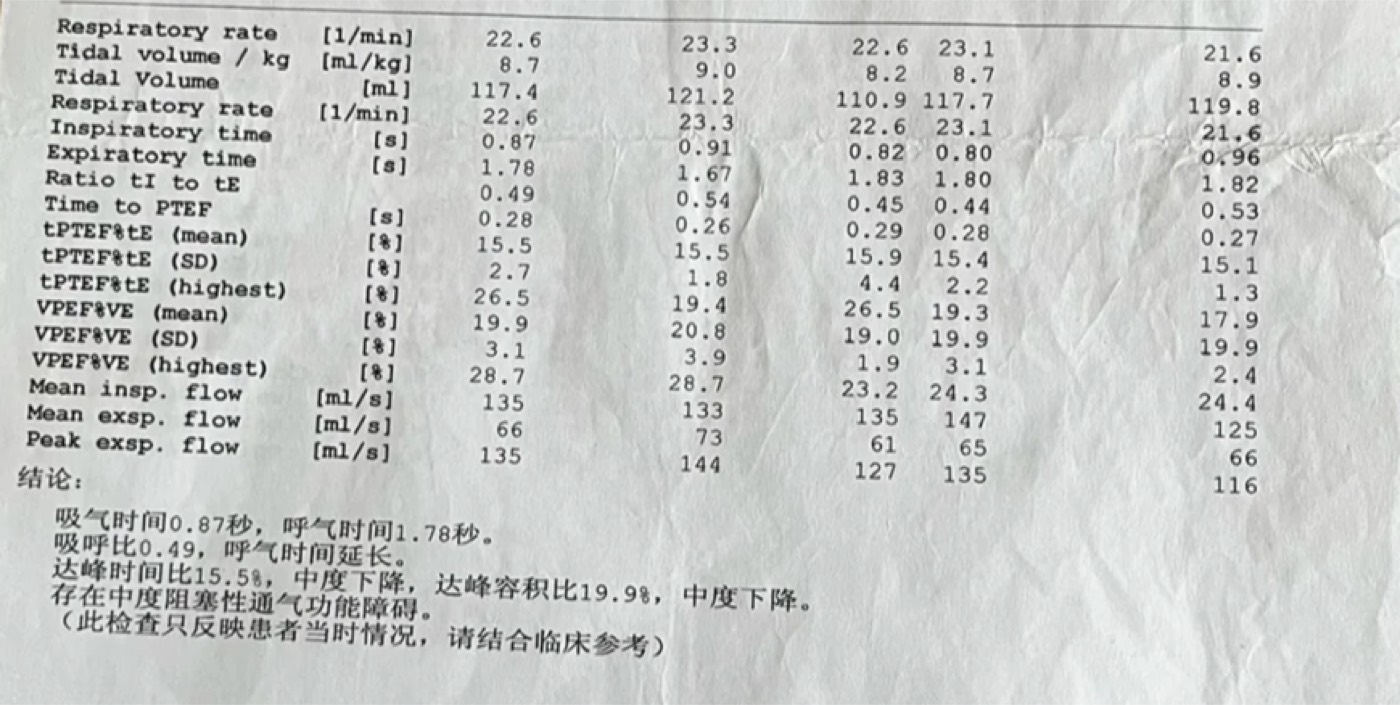 Respiratory rate [1/min] 22.6 23.3 22.6 23.1 21.6
Tidal volume / kg [ml/kg] 8.7 9.0 8.2 8.7 8.9
Tidal Volume [ml] 117.4 121.2 110.9 117.7 119.8
Respiratory rate [1/min] 22.6 23.3 22.6 23.1 21.6
Inspiratory time [s] 0.87 0.91 0.82 0.80 0.96
Expiratory time [s] 1.78 1.67 1.83 1.80 1.82
Ratio tI to tE 0.49 0.54 0.45 0.44 0.53
Time to PTEF [s] 0.28 0.26 0.29 0.28 0.27
tPTEF%tE (mean) [%] 15.5 15.5 15.9 15.4 15.1
tPTEF%tE (SD) [%] 2.7 1.8 4.4 2.2 1.3
tPTEF%tE (highest) [%] 26.5 19.4 26.5 19.3 17.9
VPEF%VE (mean) [%] 19.9 20.8 19.0 19.9 19.9
VPEF%VE (SD) [%] 3.1 3.9 1.9 3.1 2.4
VPEF%VE (highest) [%] 28.7 28.7 23.2 24.3 24.4
Mean insp. flow [ml/s] 135 133 135 147 125
Mean exsp. flow [ml/s] 66 73 61 65 66
Peak exsp. flow [ml/s] 135 144 127 135 116
结论：
吸气时间0.87秒，呼气时间1.78秒。
吸呼比0.49，呼气时间延长。
达峰时间比15.5%，中度下降，达峰容积比19.9%，中度下降。
存在中度阻塞性通气功能障碍。
（此检查只反映患者当时情况，请结合临床参考）